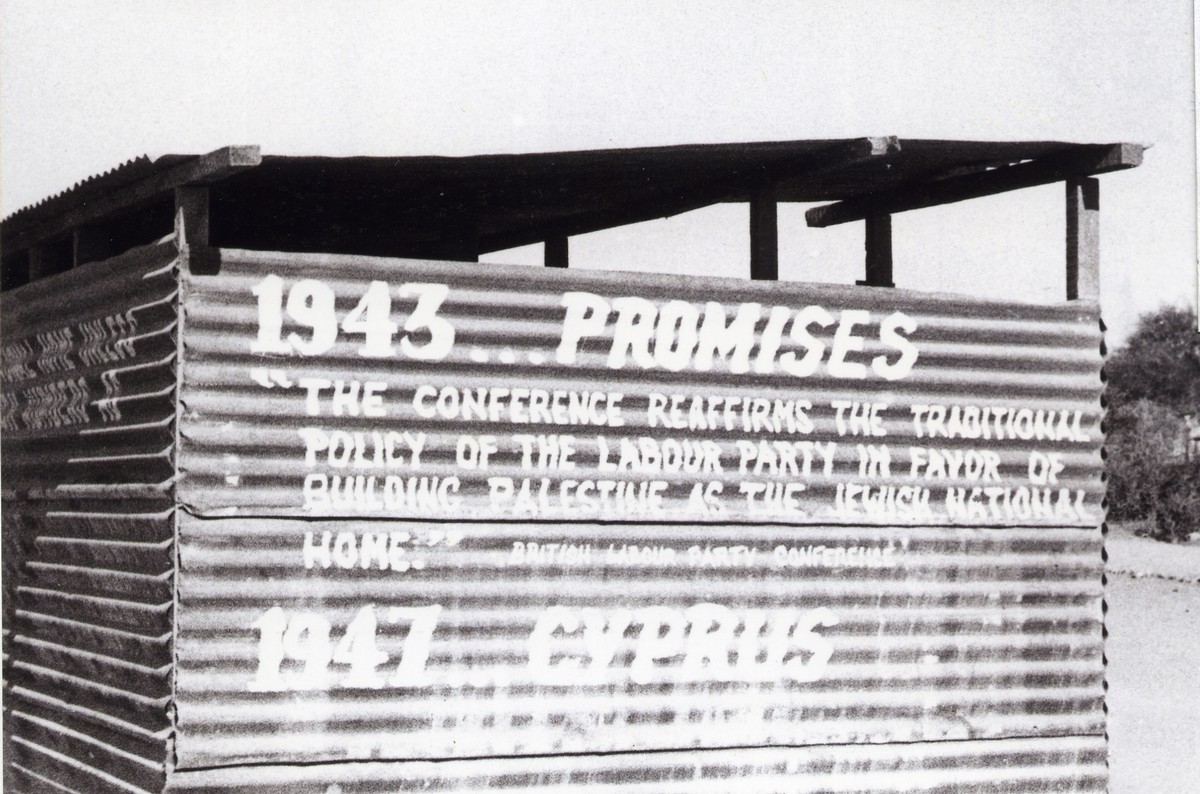 1943 ... PROMISES
"THE CONFERENCE REAFFIRMS THE TRADITIONAL
POLICY OF THE LABOUR PARTY IN FAVOR OF
BUILDING PALESTINE AS THE JEWISH NATIONAL
HOME." "BRITISH LABOUR PARTY CONFERENCE"
1947 ... CYPRUS